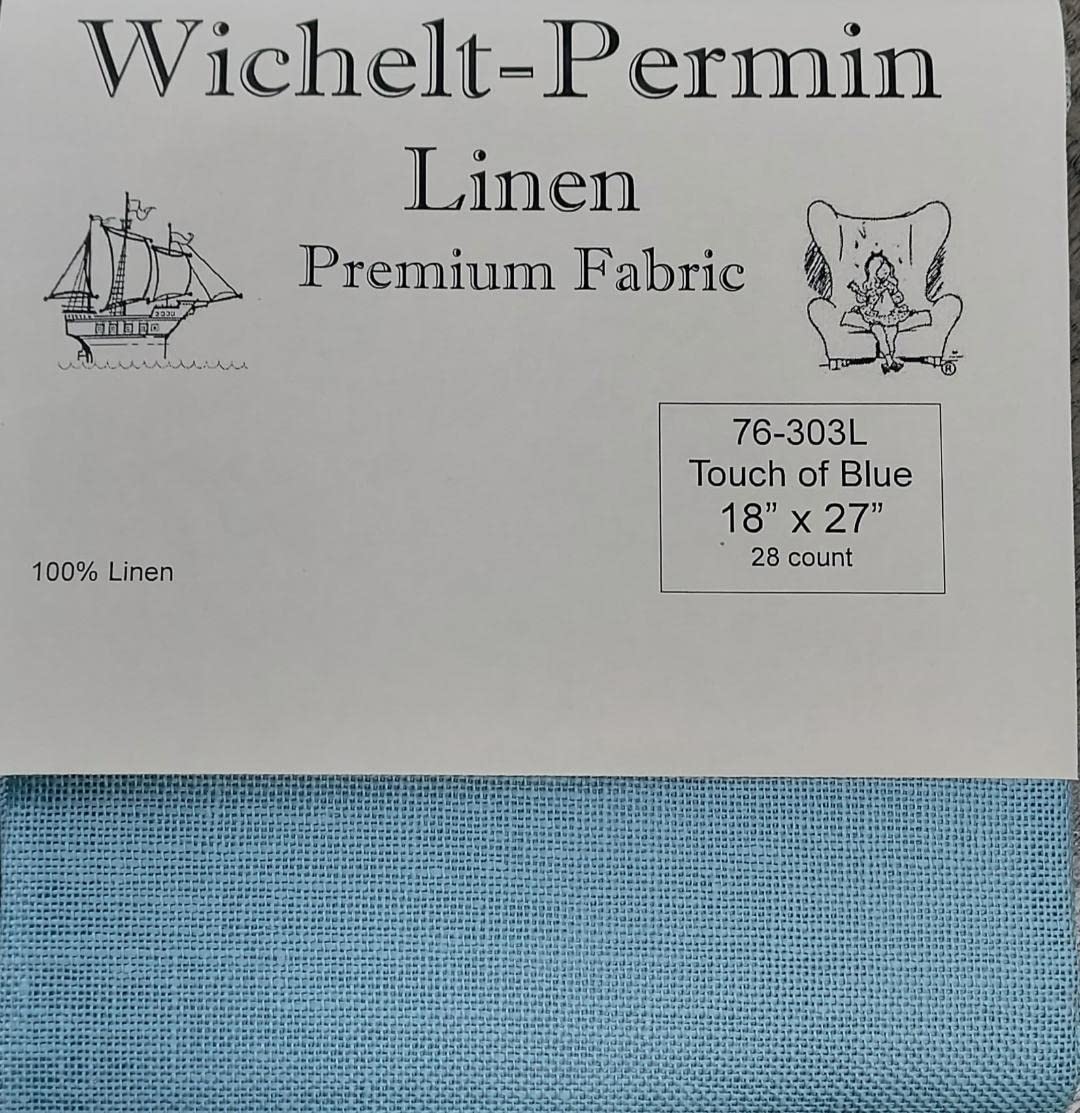 Wichelt-Permin
Linen
Premium Fabric
®
76-303L
Touch of Blue
18” x 27”
28 count
100% Linen